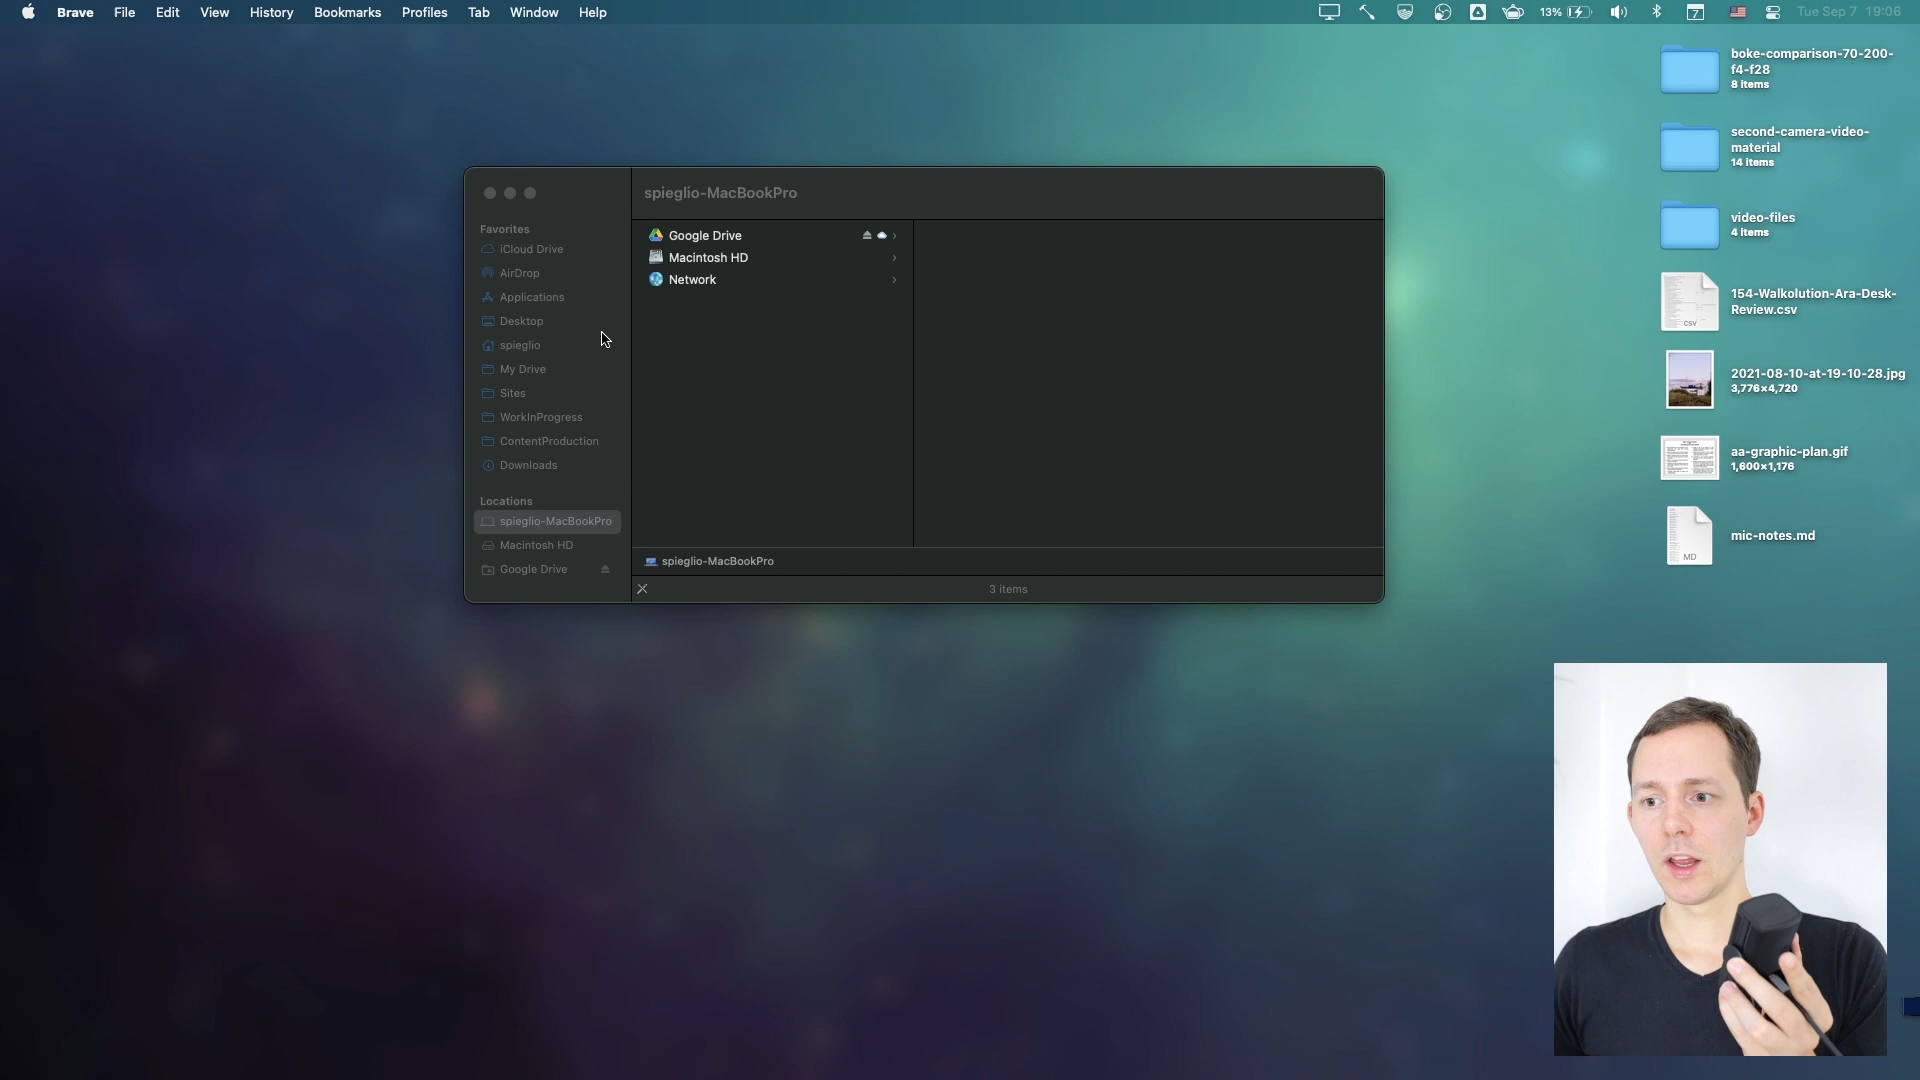 Brave File Edit View History Bookmarks Profiles Tab Window Help 13% 7 Tue Sep 7 19:06
boke-comparison-70-200-
f4-f28
8 items
second-camera-video-
material
14 items
video-files
4 items
CSV
154-Walkolution-Ara-Desk-
Review.csv
2021-08-10-at-19-10-28.jpg
3,776×4,720
aa-graphic-plan.gif
1,600×1,176
MD
mic-notes.md
Favorites
iCloud Drive
AirDrop
Applications
Desktop
spieglio
My Drive
Sites
WorkInProgress
ContentProduction
Downloads
Locations
spieglio-MacBookPro
Macintosh HD
Google Drive
spieglio-MacBookPro
Google Drive
Macintosh HD
Network
spieglio-MacBookPro
3 items